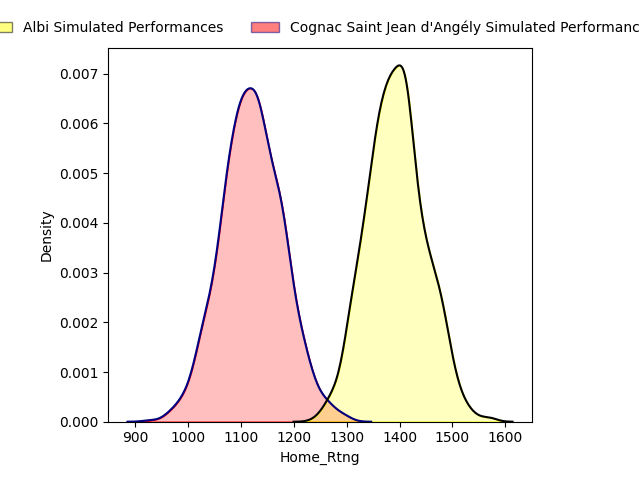 Albi Simulated Performances
Cognac Saint Jean d'Angély Simulated Performanc
0.007
0.006
0.005
0.004
0.003
0.002
0.001
0.000
Density
900 1000 1100 1200 1300 1400 1500 1600
Home_Rtng